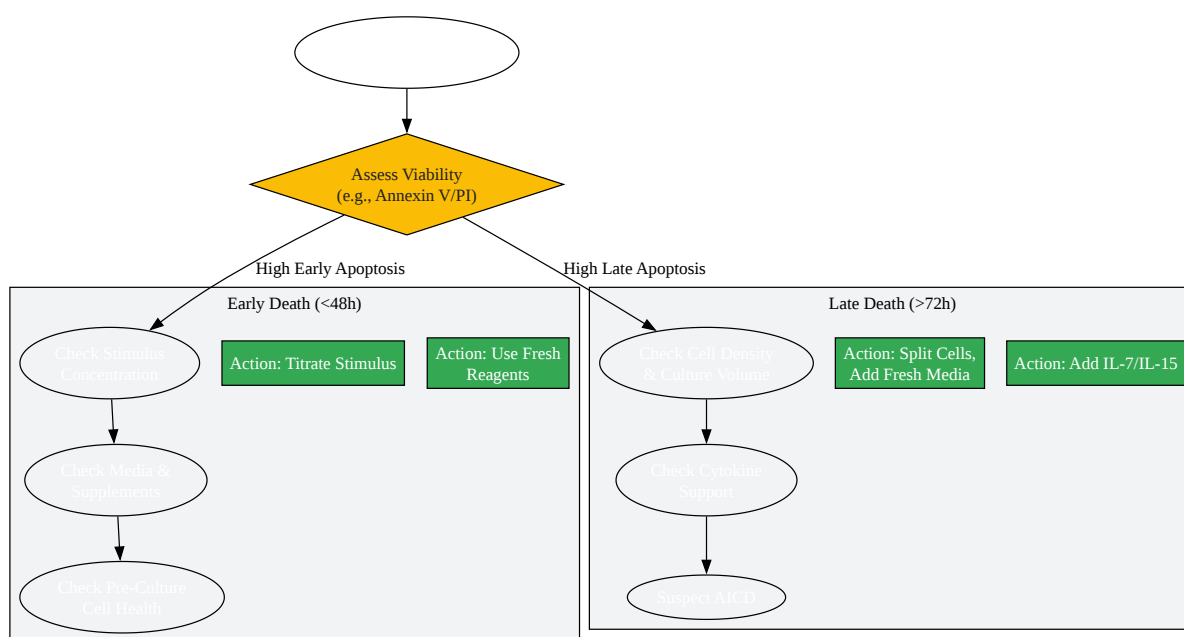 Assess Viability
(e.g., Annexin V/PI)
High Early Apoptosis
High Late Apoptosis
Early Death (<48h)
Check Stimulus
Concentration
Action: Titrate Stimulus
Action: Use Fresh
Reagents
Check Media &
Supplements
Check Pre-Culture
Cell Health
Late Death (>72h)
Check Cell Density
& Culture Volume
Action: Split Cells,
Add Fresh Media
Action: Add IL-7/IL-15
Check Cytokine
Support
Suspect AICD